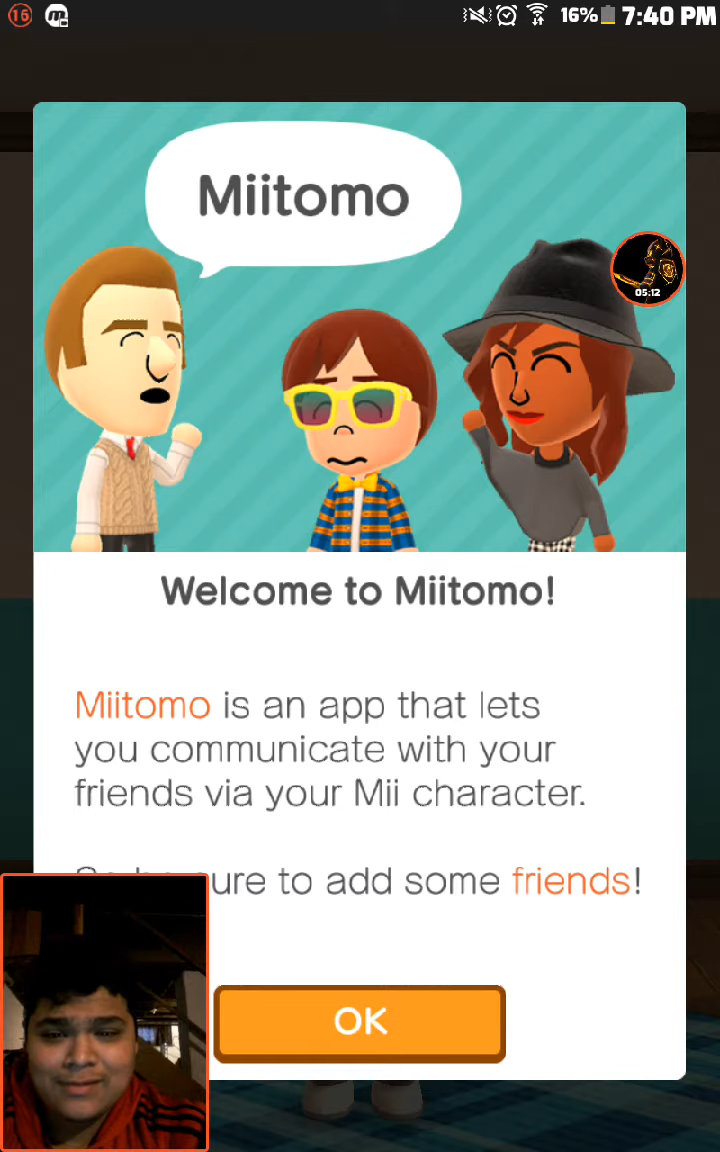 16
16% 7:40 PM
Miitomo
05:12
Welcome to Miitomo!
Miitomo is an app that lets
you communicate with your
friends via your Mii character.
ure to add some friends!
OK